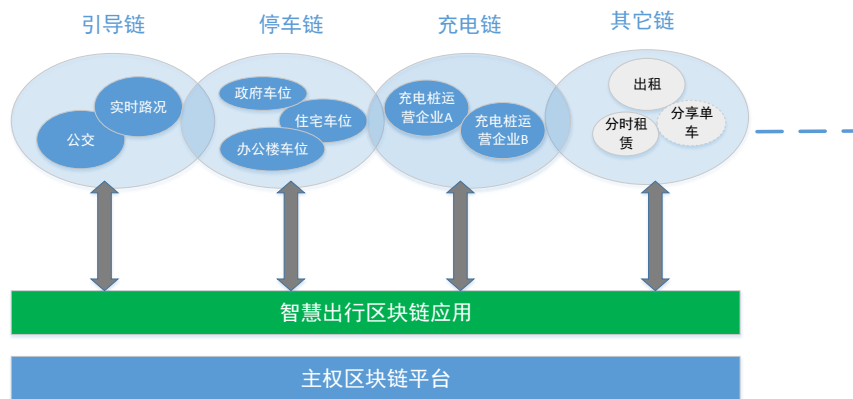 引导链
停车链
充电链
其它链
实时路况
公交
政府车位
住宅车位
办公楼车位
充电桩运
营企业A
充电桩运
营企业B
出租
分时租
赁
分享单
车
智慧出行区块链应用
主权区块链平台